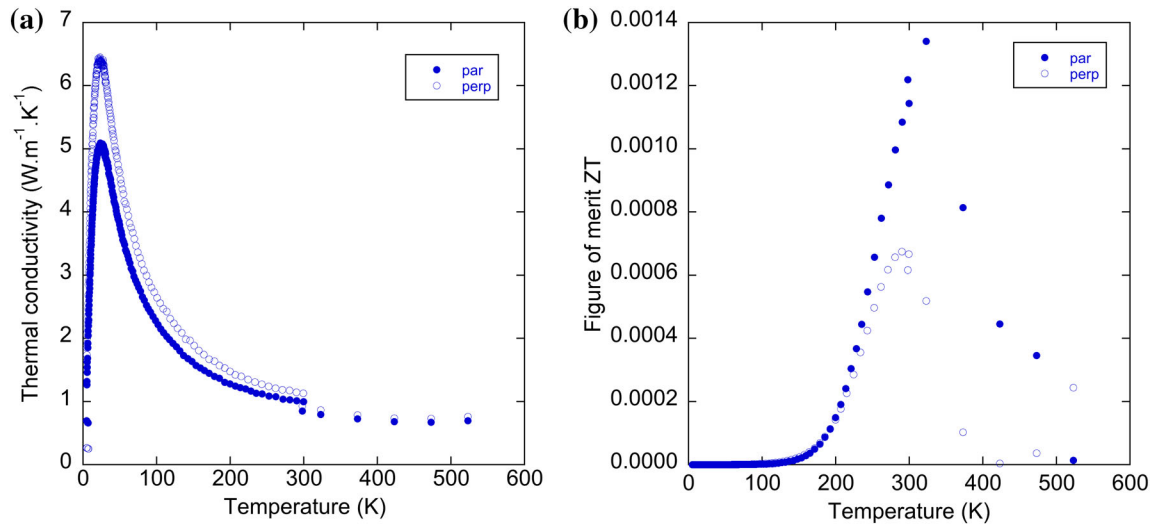 (a)
Thermal conductivity (W.m⁻¹.K⁻¹)
7
6
5
4
3
2
1
0
par
perp
0 100 200 300 400 500 600
Temperature (K)
(b)
Figure of merit ZT
0.0014
0.0012
0.0010
0.0008
0.0006
0.0004
0.0002
0.0000
par
perp
0 100 200 300 400 500 600
Temperature (K)